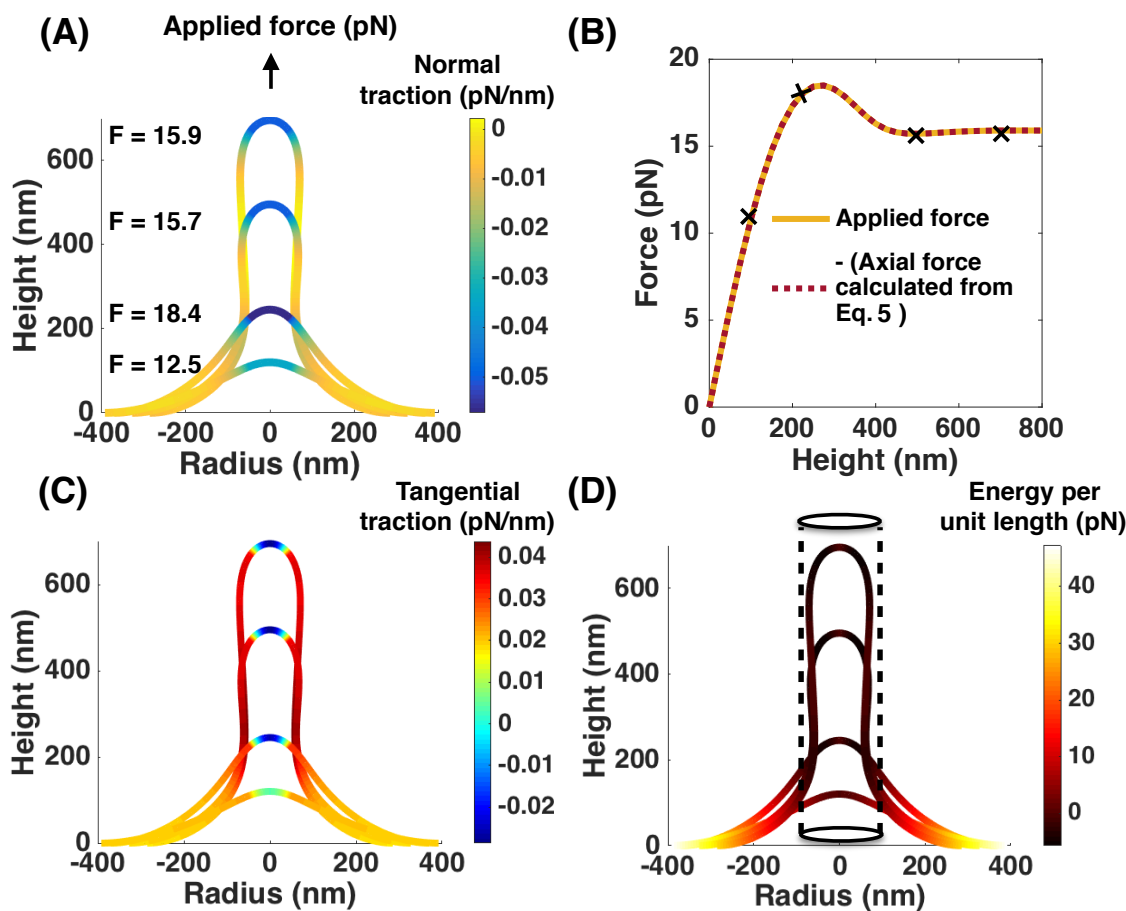 (A)
Applied force (pN)
Normal
traction (pN/nm)
F = 15.9
F = 15.7
F = 18.4
F = 12.5
Height (nm)
600
400
200
0
-400 -200 0 200 400
Radius (nm)
0
-0.01
-0.02
-0.03
-0.04
-0.05
(B)
Force (pN)
20
15
10
5
0
0 200 400 600 800
Height (nm)
Applied force
- (Axial force
calculated from
Eq. 5 )
(C)
Tangential
traction (pN/nm)
Height (nm)
600
400
200
0
-400 -200 0 200 400
Radius (nm)
0.04
0.03
0.02
0.01
0
-0.01
-0.02
(D)
Energy per
unit length (pN)
Height (nm)
600
400
200
0
-400 -200 0 200 400
Radius (nm)
40
30
20
10
0